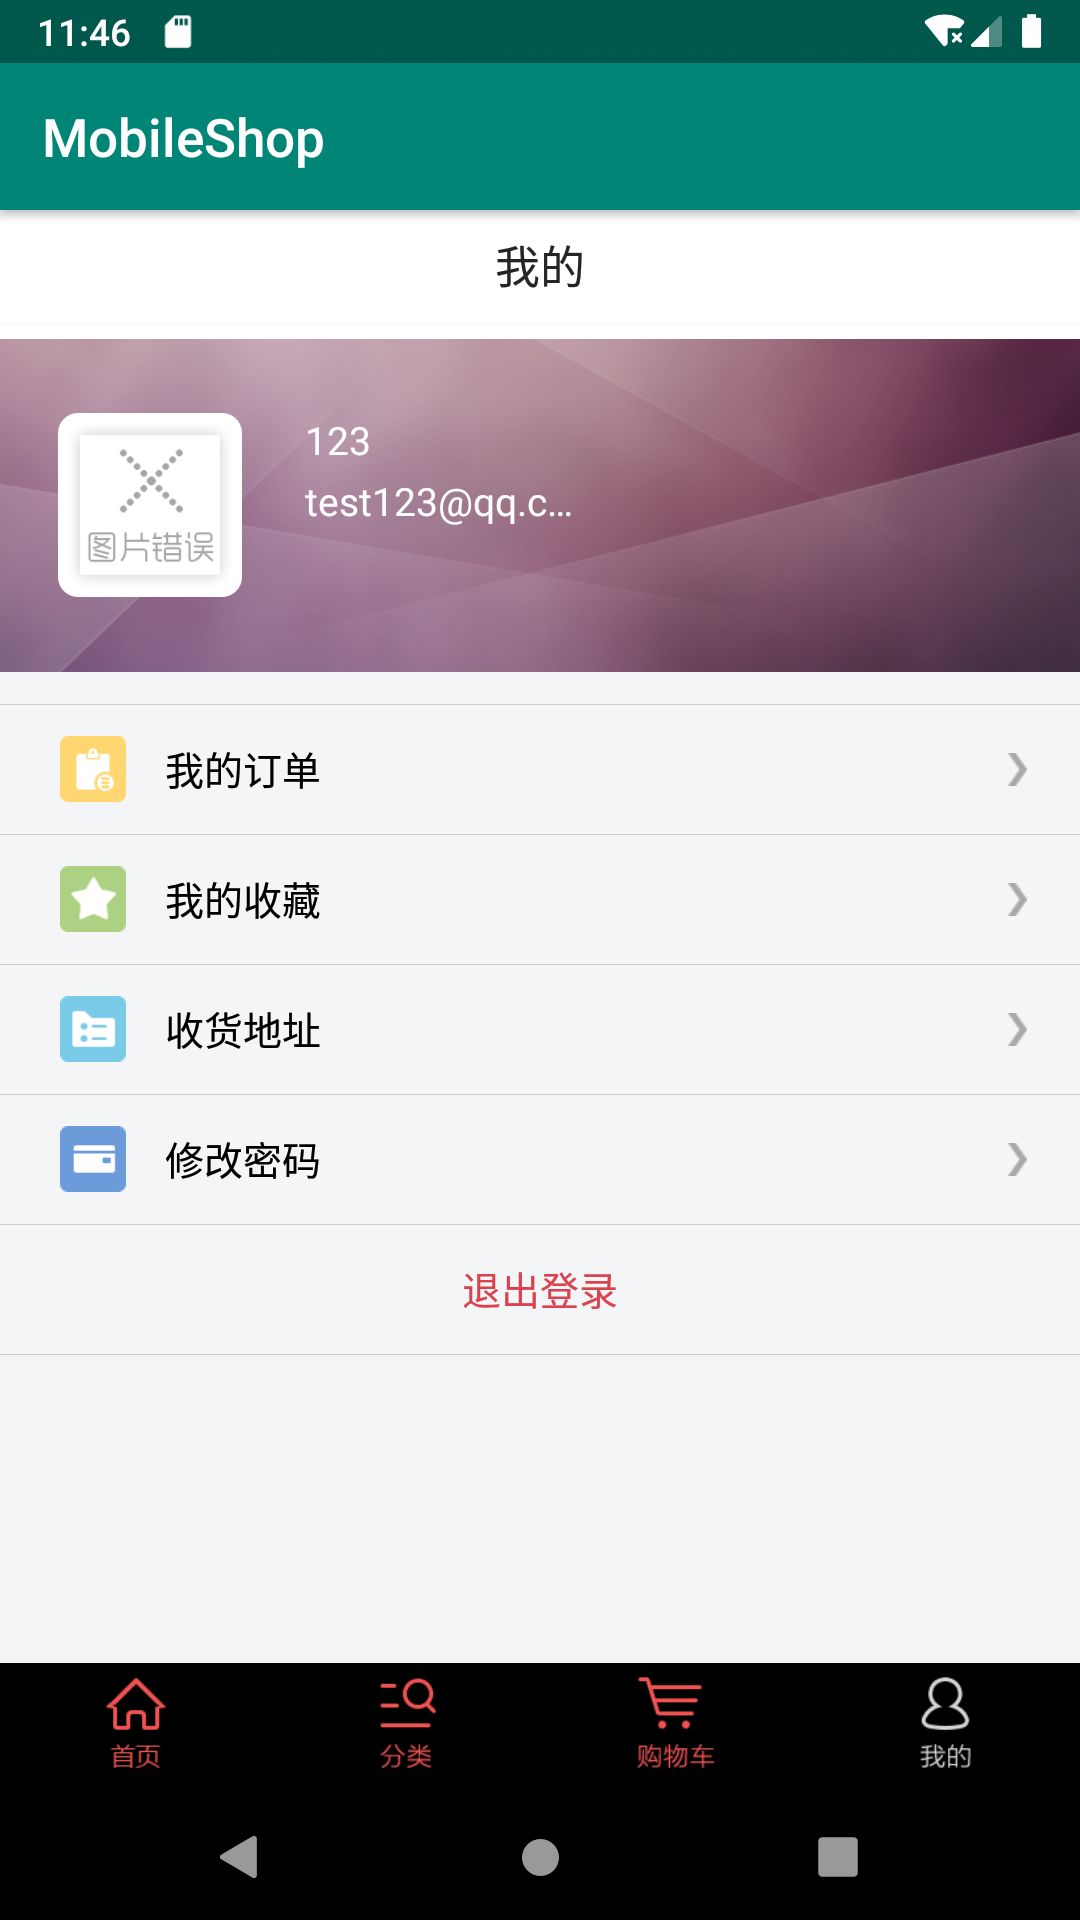 11:46
MobileShop
我的
123
test123@qq.c...
图片错误
我的订单
我的收藏
收货地址
修改密码
退出登录
首页 分类 购物车 我的